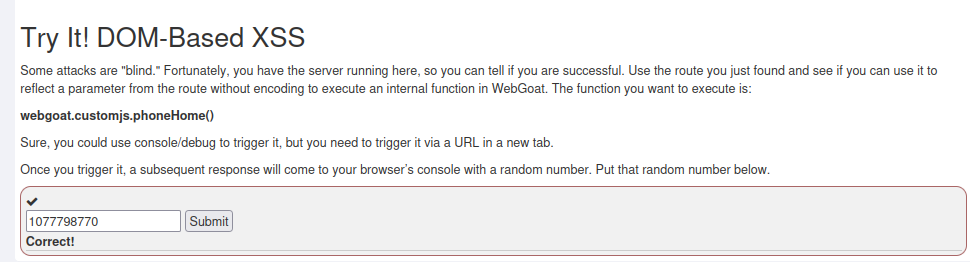 Try It! DOM-Based XSS
Some attacks are "blind." Fortunately, you have the server running here, so you can tell if you are successful. Use the route you just found and see if you can use it to
reflect a parameter from the route without encoding to execute an internal function in WebGoat. The function you want to execute is:
webgoat.customjs.phoneHome()
Sure, you could use console/debug to trigger it, but you need to trigger it via a URL in a new tab.
Once you trigger it, a subsequent response will come to your browser's console with a random number. Put that random number below.
1077798770 Submit
Correct!